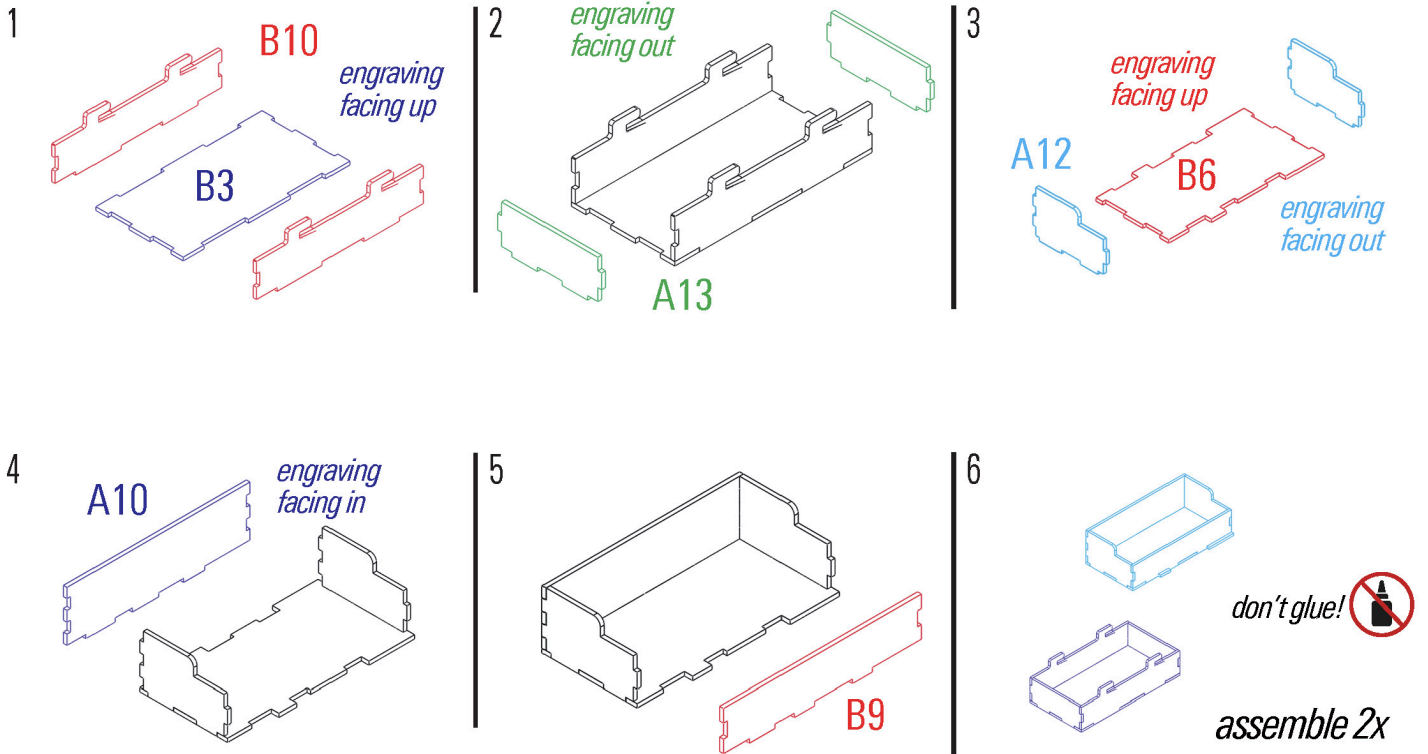 1
B10
engraving
facing up
B3
2
engraving
facing out
A13
3
engraving
facing up
A12
B6
engraving
facing out
4
A10
engraving
facing in
5
B9
6
don't glue!
assemble 2x